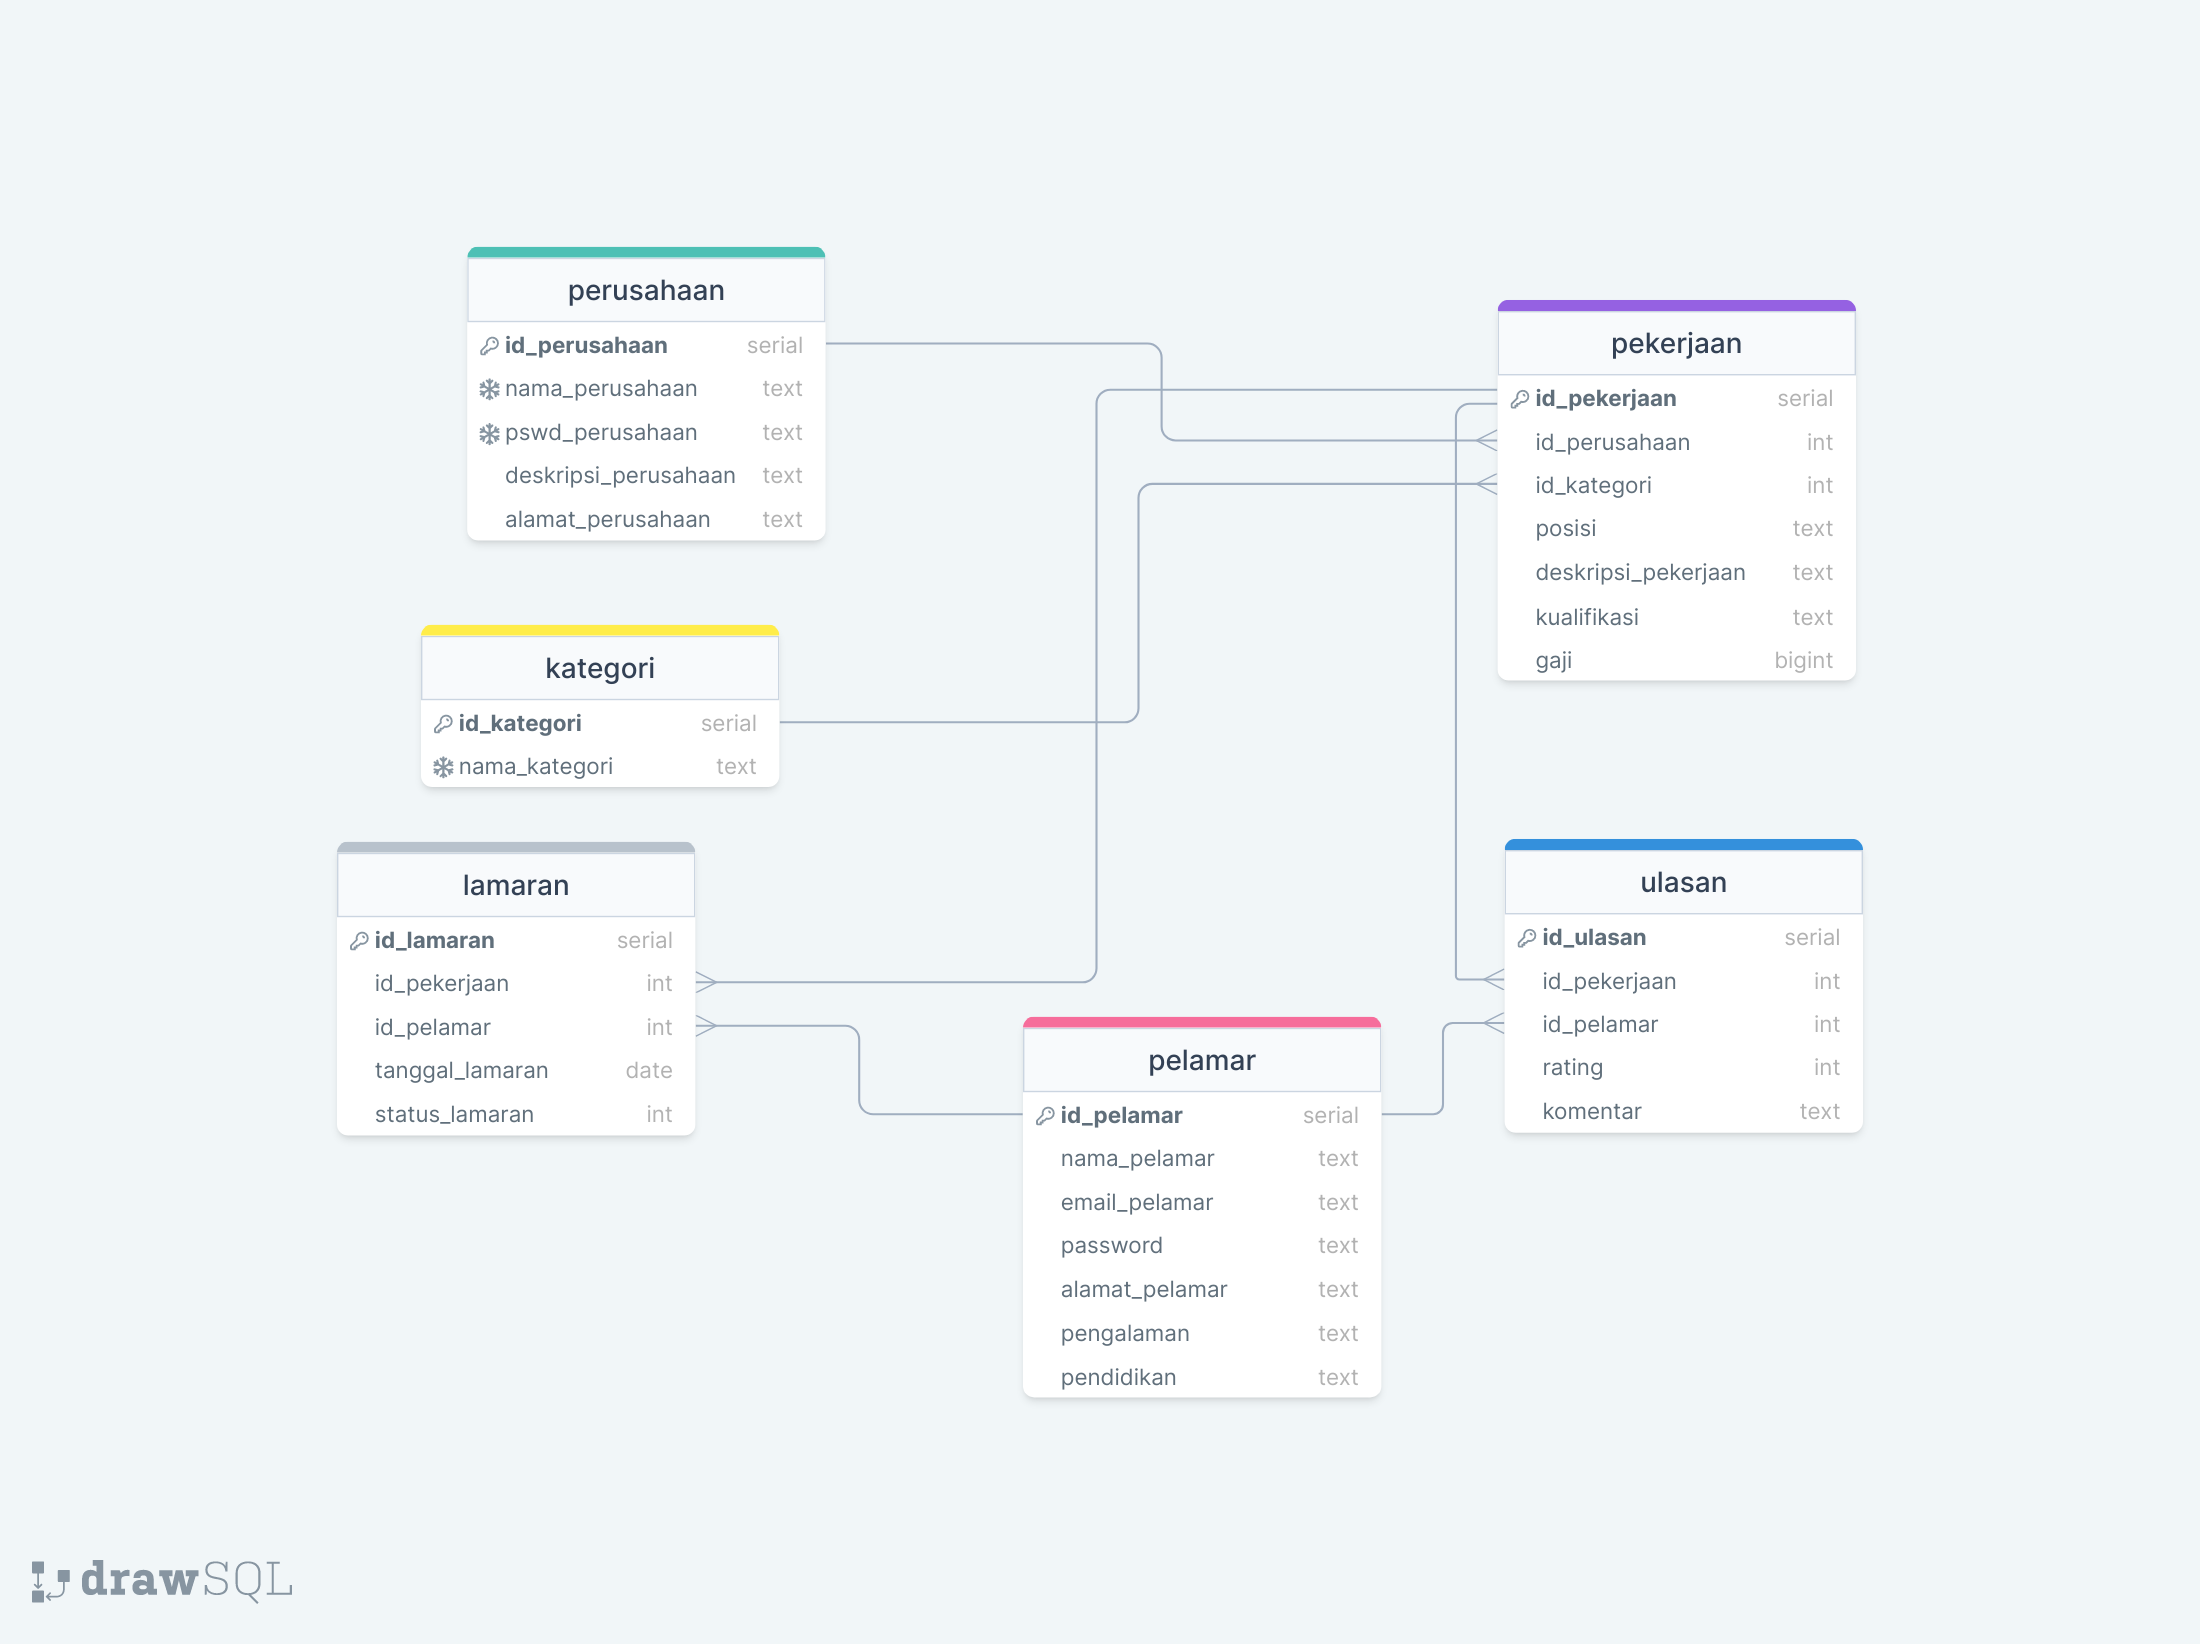 perusahaan
id_perusahaan serial
nama_perusahaan text
pswd_perusahaan text
deskripsi_perusahaan text
alamat_perusahaan text
pekerjaan
id_pekerjaan serial
id_perusahaan int
id_kategori int
posisi text
deskripsi_pekerjaan text
kualifikasi text
gaji bigint
kategori
id_kategori serial
nama_kategori text
lamaran
id_lamaran serial
id_pekerjaan int
id_pelamar int
tanggal_lamaran date
status_lamaran int
ulasan
id_ulasan serial
id_pekerjaan int
id_pelamar int
rating int
komentar text
pelamar
id_pelamar serial
nama_pelamar text
email_pelamar text
password text
alamat_pelamar text
pengalaman text
pendidikan text
drawSQL